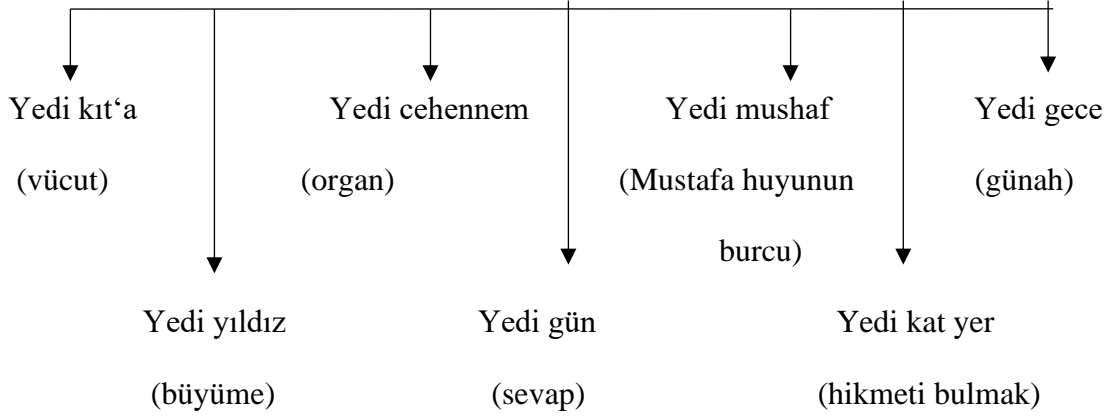 Yedi kıt‘a Yedi cehennem Yedi mushaf Yedi gece
(vücut) (organ) (Mustafa huyunun (günah)
burcu)
Yedi yıldız Yedi gün Yedi kat yer
(büyüme) (sevap) (hikmeti bulmak)